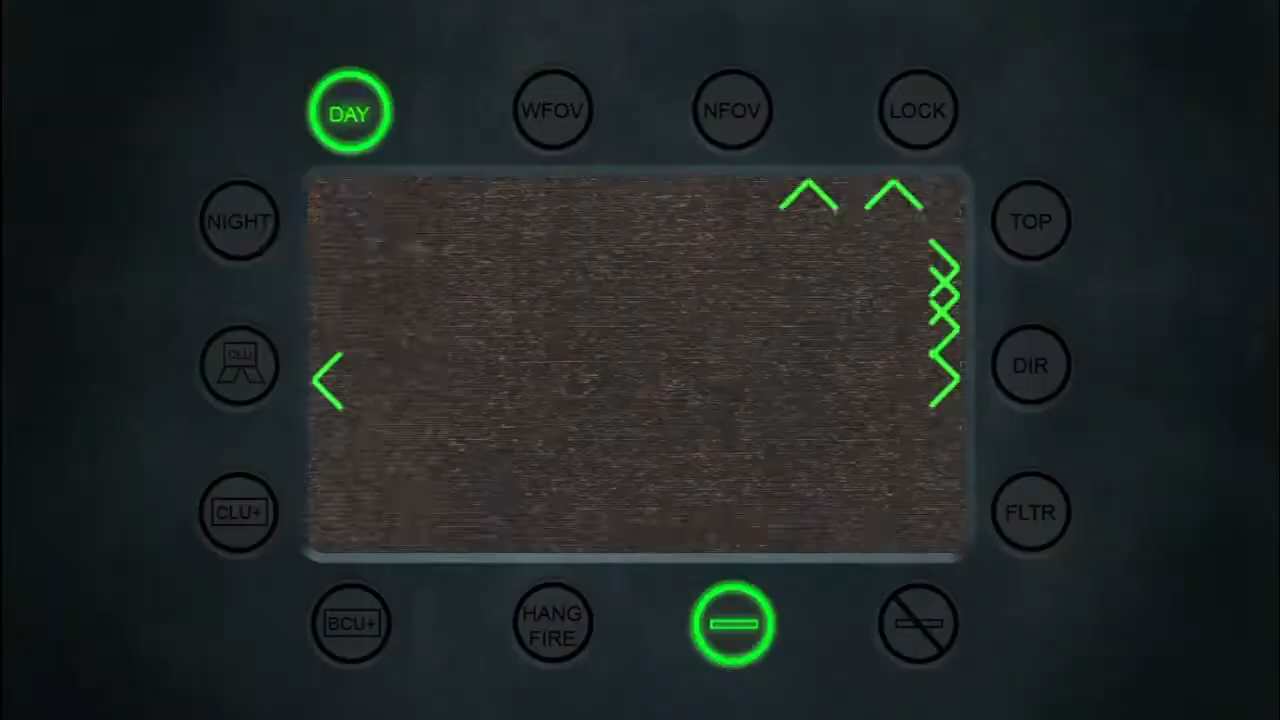 DAY
WFOV
NFOV
LOCK
NIGHT
TOP
CLU
DIR
CLU+
FLTR
BCU+
HANG
FIRE